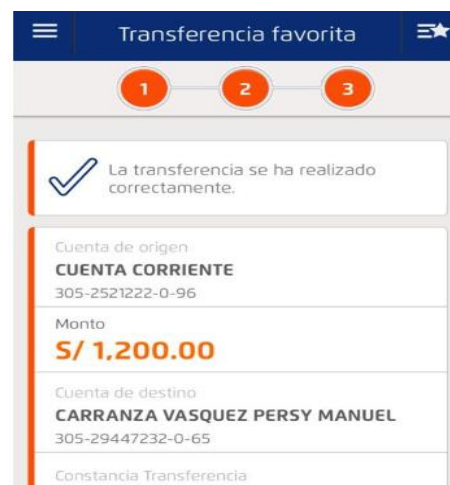 Transferencia favorita
1 2 3
La transferencia se ha realizado
correctamente.
Cuenta de origen
CUENTA CORRIENTE
305-2521222-0-96
Monto
S/ 1,200.00
Cuenta de destino
CARRANZA VASQUEZ PERSY MANUEL
305-29447232-0-65
Constancia Transferencia